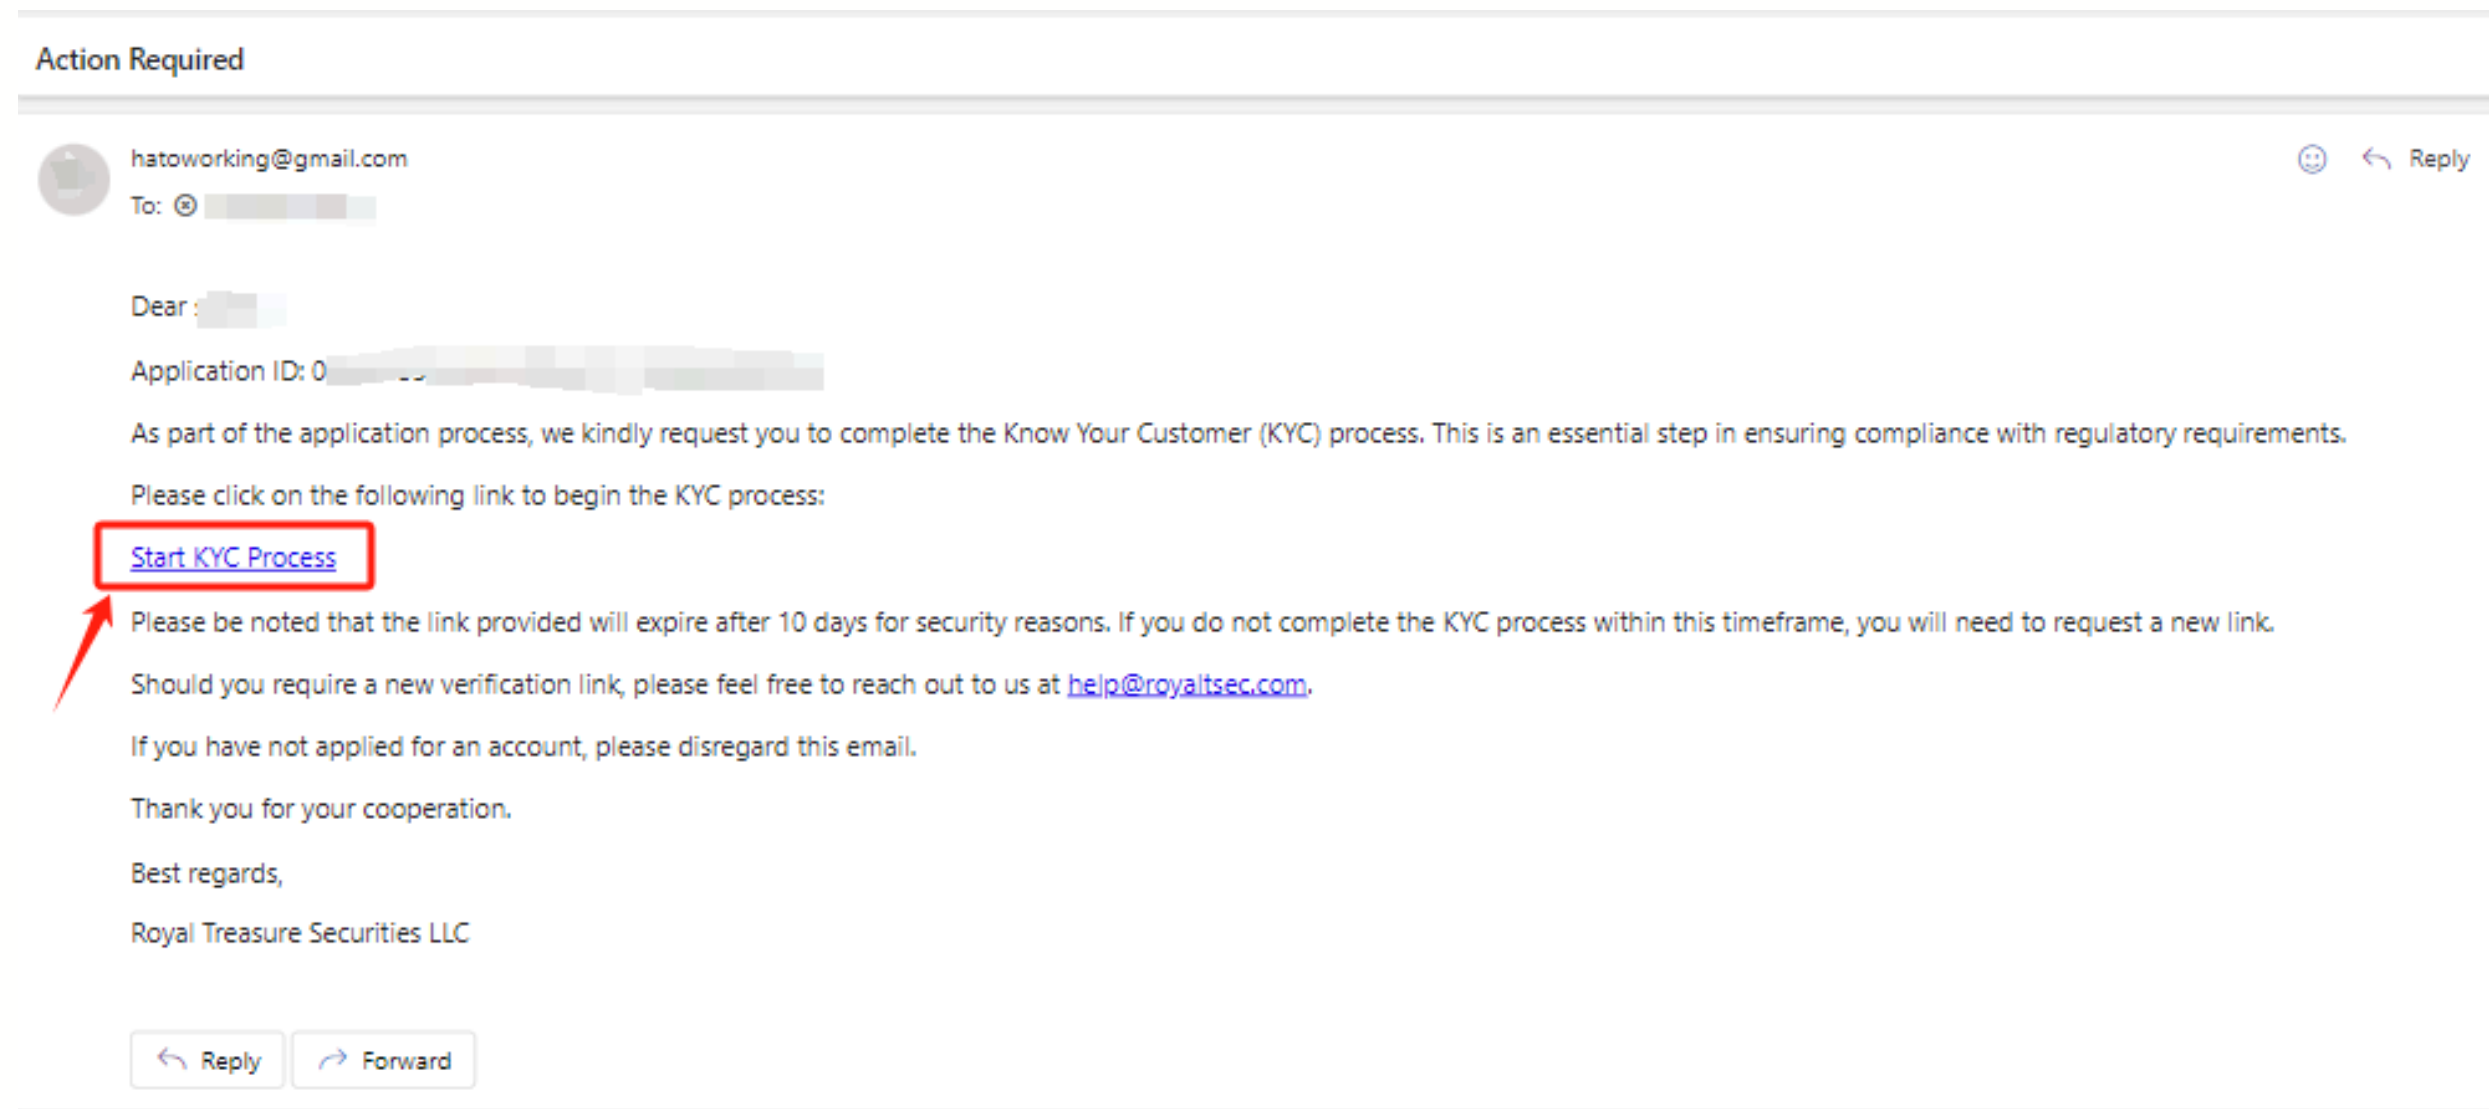 Action Required
hatoworking@gmail.com
Reply
To:
Dear
Application ID: 0
As part of the application process, we kindly request you to complete the Know Your Customer (KYC) process. This is an essential step in ensuring compliance with regulatory requirements.
Please click on the following link to begin the KYC process:
Start KYC Process
Please be noted that the link provided will expire after 10 days for security reasons. If you do not complete the KYC process within this timeframe, you will need to request a new link.
Should you require a new verification link, please feel free to reach out to us at help@royaltsec.com.
If you have not applied for an account, please disregard this email.
Thank you for your cooperation.
Best regards,
Royal Treasure Securities LLC
Reply
Forward